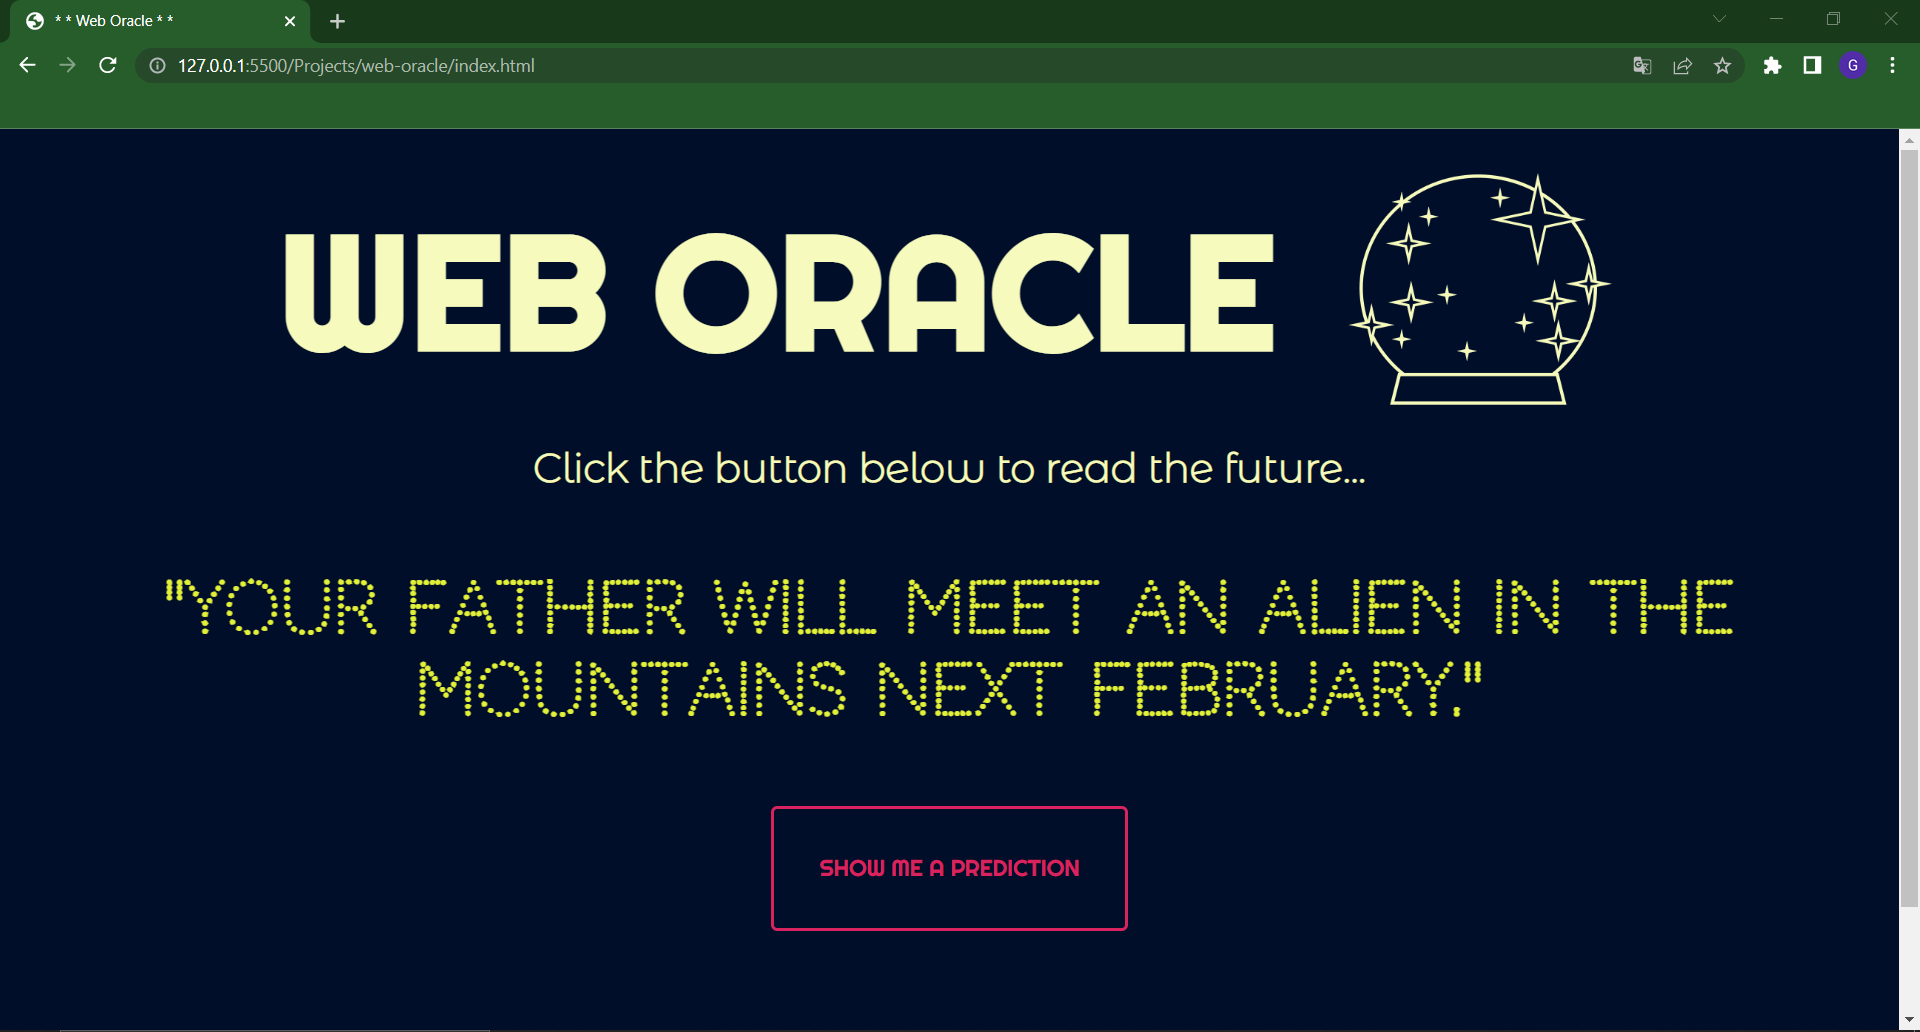 * * Web Oracle * *
127.0.0.1:5500/Projects/web-oracle/index.html
G
WEB ORACLE
Click the button below to read the future...
"YOUR FATHER WILL MEET AN ALIEN IN THE
MOUNTAINS NEXT FEBRUARY."
SHOW ME A PREDICTION